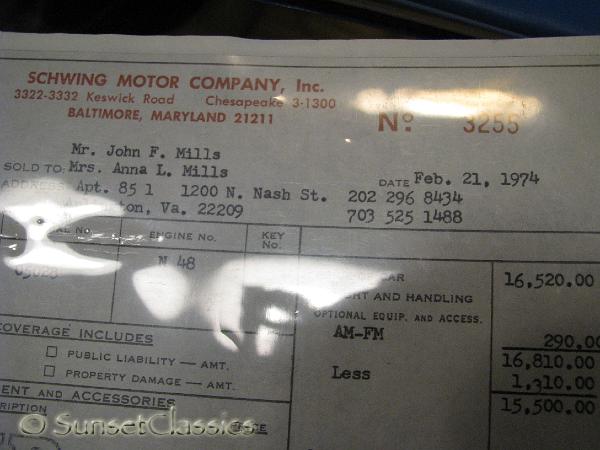 SCHWING MOTOR COMPANY, Inc.
3322-3332 Keswick Road Chesapeake 3-1300
BALTIMORE, MARYLAND 21211
No. 3255
Mr. John F. Mills
SOLD TO: Mrs. Anna L. Mills
DATE Feb. 21, 1974
ADDRESS Apt. 851 1200 N. Nash St. 202 296 8434
Va. 22209 703 525 1488
ENGINE No. KEY No.
N 48
16,520.00
AND HANDLING
OPTIONAL EQUIP. AND ACCESS.
AM-FM 290.00
16,810.00
Less 1,310.00
15,500.00
COVERAGE INCLUDES
PUBLIC LIABILITY — AMT.
PROPERTY DAMAGE — AMT.
AND ACCESSORIES
© SunsetClassics